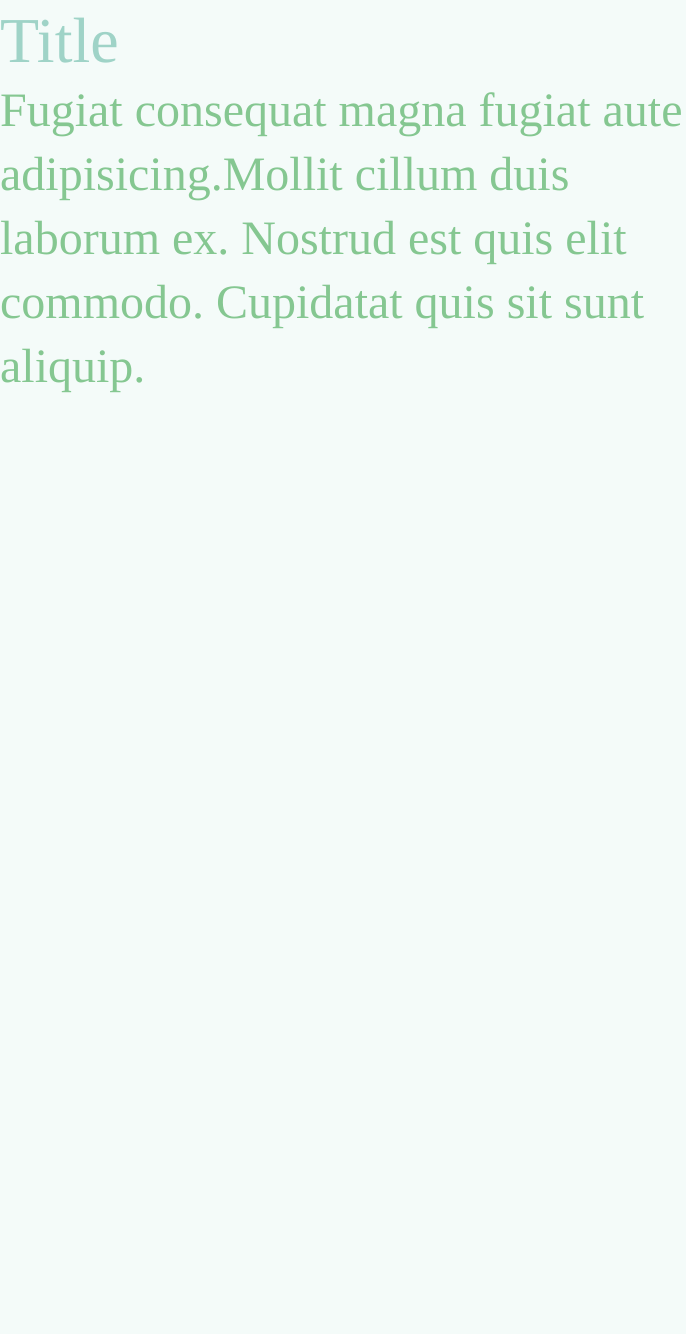 Title
Fugiat consequat magna fugiat aute
adipisicing.Mollit cillum duis
laborum ex. Nostrud est quis elit
commodo. Cupidatat quis sit sunt
aliquip.